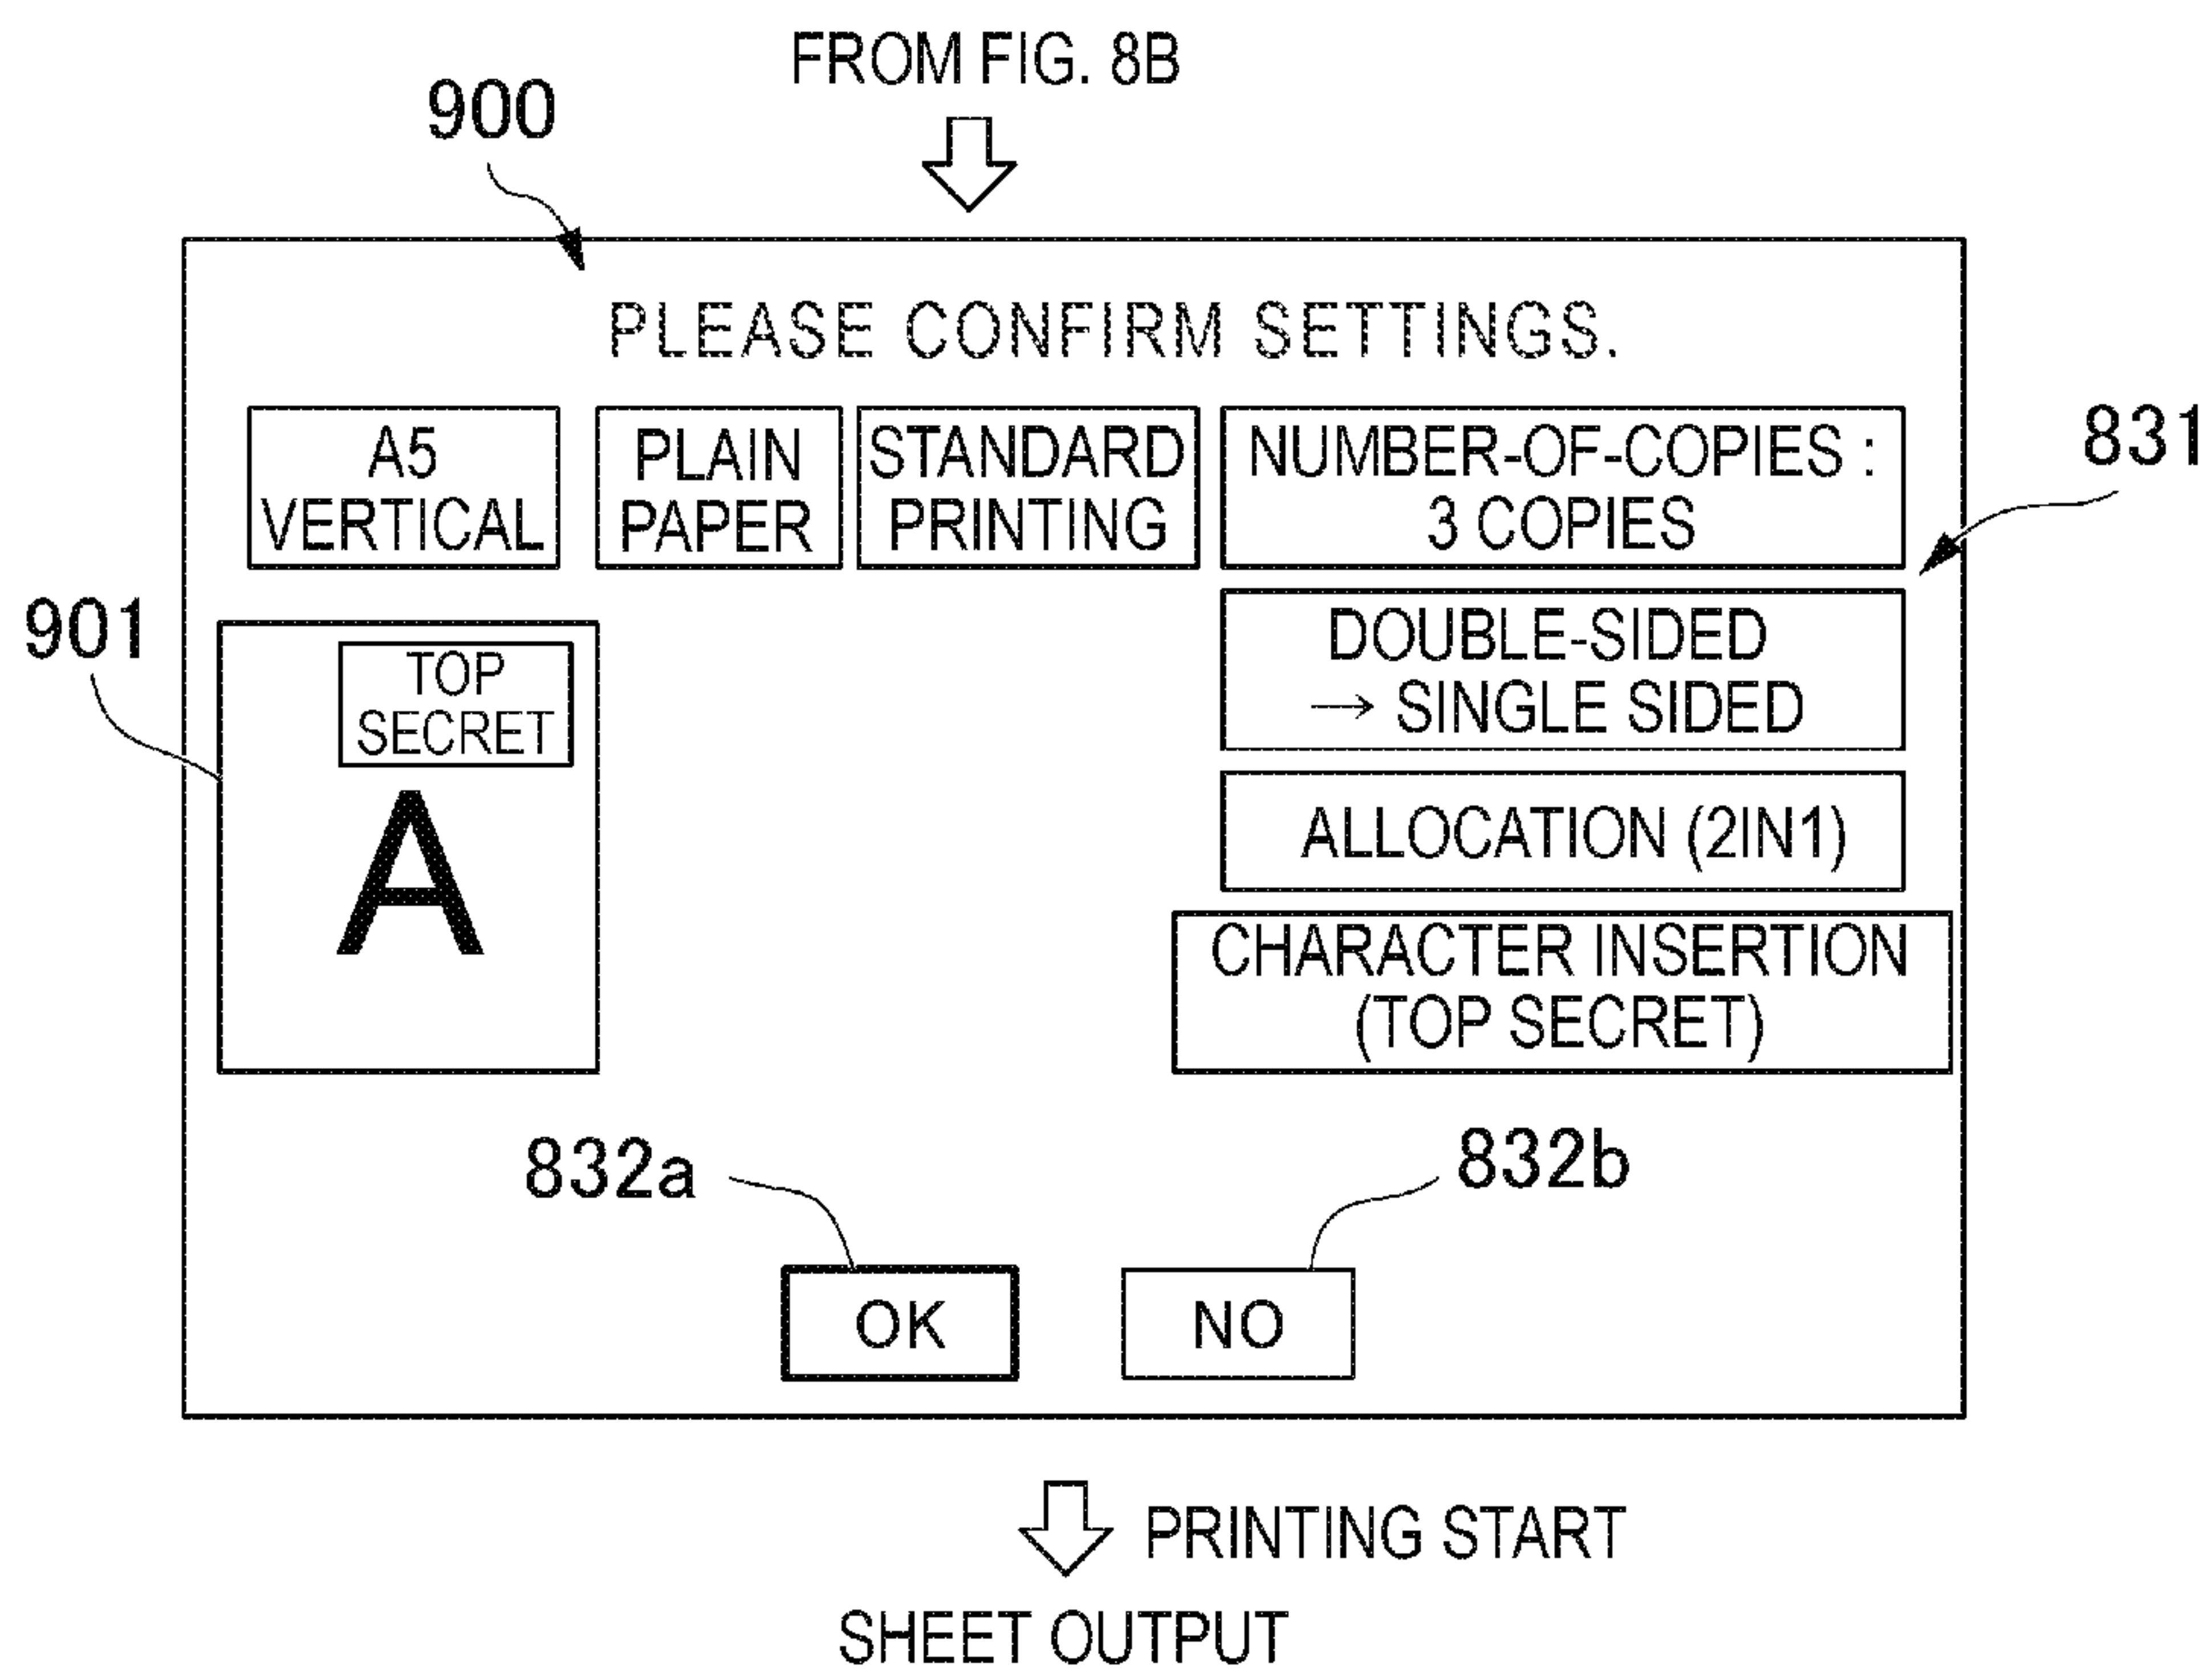 FROM FIG. 8B
900
PLEASE CONFIRM SETTINGS.
A5
VERTICAL
PLAIN
PAPER
STANDARD
PRINTING
NUMBER-OF-COPIES :
3 COPIES
831
DOUBLE-SIDED
→ SINGLE SIDED
901
TOP
SECRET
A
ALLOCATION (2IN1)
CHARACTER INSERTION
(TOP SECRET)
832a
832b
OK
NO
PRINTING START
SHEET OUTPUT